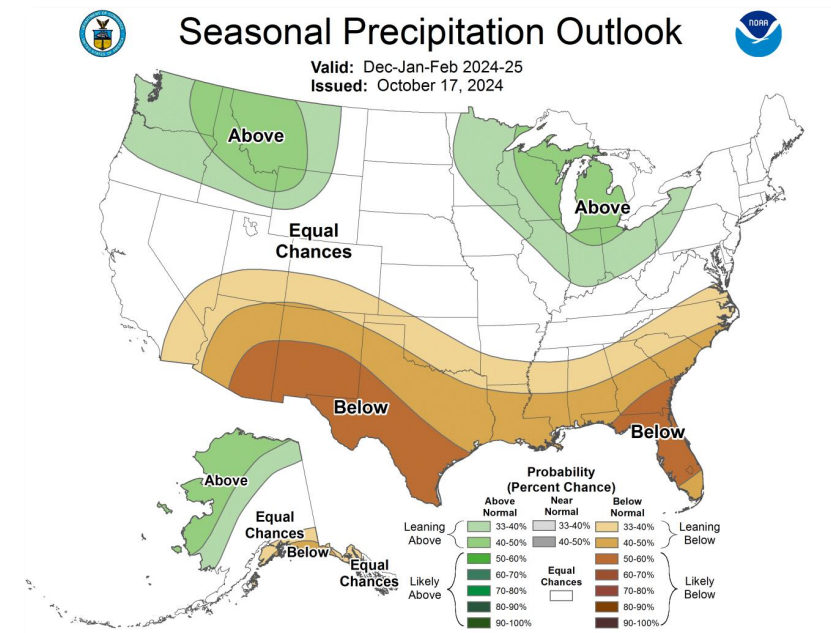 Seasonal Precipitation Outlook
NOAA
Valid: Dec-Jan-Feb 2024-25
Issued: October 17, 2024
Above
Above
Equal
Chances
Below
Below
Above
Equal
Chances
Below
Equal
Chances
Probability
(Percent Chance)
Above
Normal
Near
Normal
Below
Normal
Leaning
Above
33-40%
33-40%
33-40%
Leaning
Below
40-50%
40-50%
40-50%
50-60%
50-60%
Likely
Above
60-70%
Equal
Chances
60-70%
Likely
Below
70-80%
70-80%
80-90%
80-90%
90-100%
90-100%